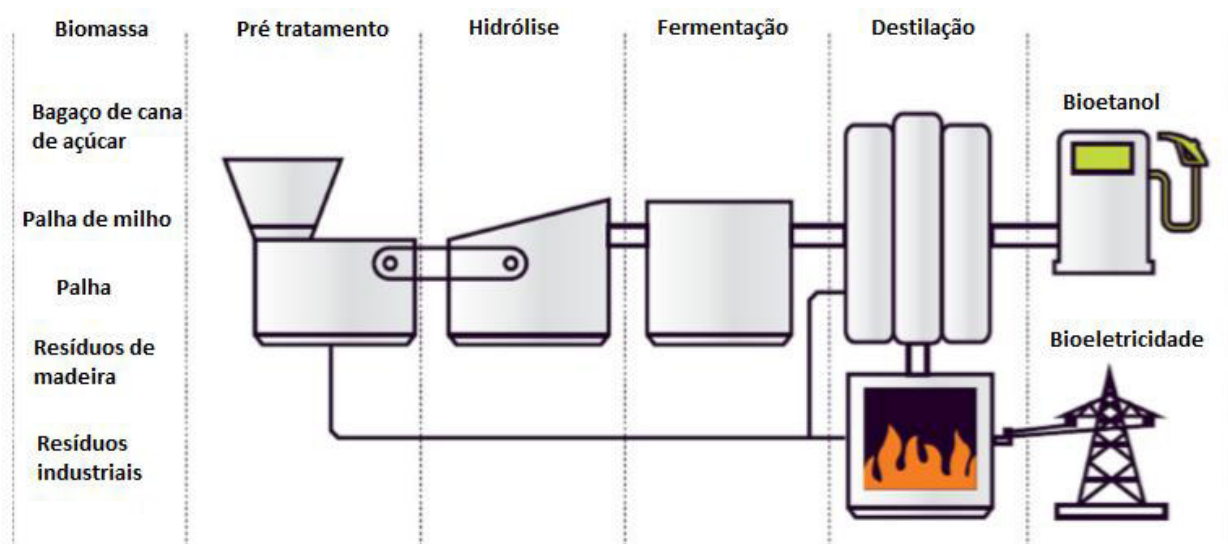 Biomassa
Pré tratamento
Hidrólise
Fermentação
Destilação
Bagaço de cana
de açúcar
Palha de milho
Palha
Resíduos de
madeira
Resíduos
industriais
Bioetanol
Bioeletricidade